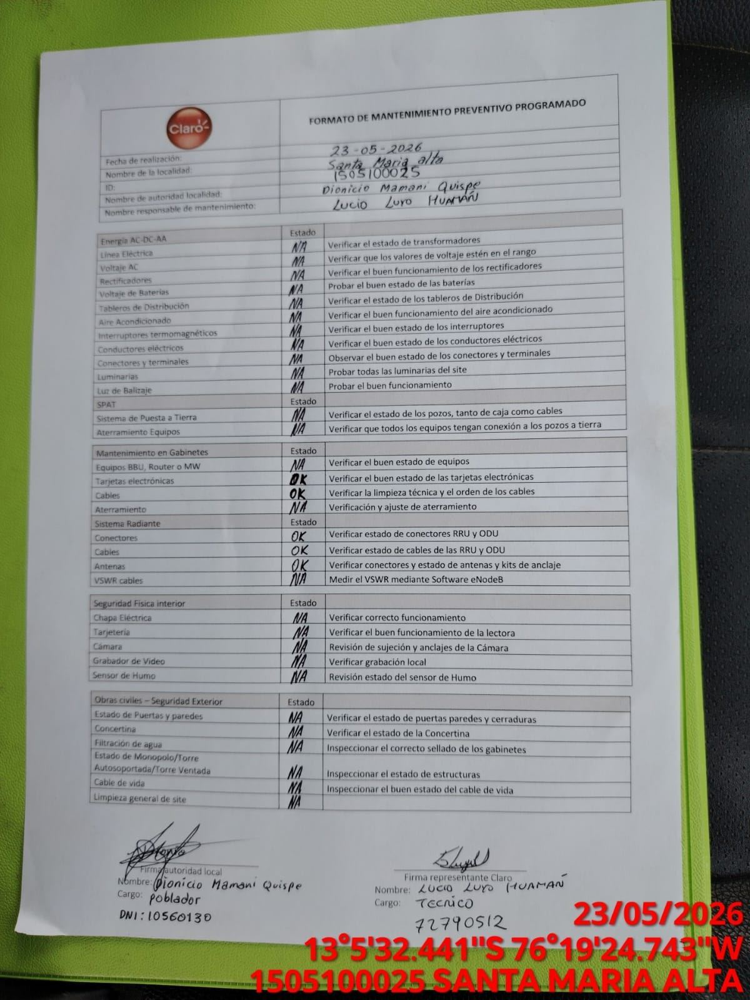 Claro
FORMATO DE MANTENIMIENTO PREVENTIVO PROGRAMADO
Fecha de realización: 23-05-2026
Nombre de la localidad: Santa Maria alta
ID: 1505100025
Nombre de autoridad localidad: Dionicio Mamani Quispe
Nombre responsable de mantenimiento: LUCIO LURO HUAMAÑ
Energía AC-DC-AA Estado
Línea Eléctrica NA Verificar el estado de transformadores
Voltaje AC NA Verificar que los valores de voltaje estén en el rango
Rectificadores NA Verificar el buen funcionamiento de los rectificadores
Voltaje de Baterías NA Probar el buen estado de las baterías
Tableros de Distribución NA Verificar el estado de los tableros de Distribución
Aire Acondicionado NA Verificar el buen funcionamiento del aire acondicionado
Interruptores termomagnéticos NA Verificar el buen estado de los interruptores
Conductores eléctricos NA Verificar el buen estado de los conductores eléctricos
Conectores y terminales NA Observar el buen estado de los conectores y terminales
Luminarias NA Probar todas las luminarias del site
Luz de Balizaje NA Probar el buen funcionamiento
SPAT Estado
Sistema de Puesta a Tierra NA Verificar el estado de los pozos, tanto de caja como cables
Aterramiento Equipos NA Verificar que todos los equipos tengan conexión a los pozos a tierra
Mantenimiento en Gabinetes Estado
Equipos BBU, Router o MW NA Verificar el buen estado de equipos
Tarjetas electrónicas OK Verificar el buen estado de las tarjetas electrónicas
Cables OK Verificar la limpieza técnica y el orden de los cables
Aterramiento NA Verificación y ajuste de aterramiento
Sistema Radiante Estado
Conectores OK Verificar estado de conectores RRU y ODU
Cables OK Verificar estado de cables de las RRU y ODU
Antenas OK Verificar conectores y estado de antenas y kits de anclaje
VSWR cables NA Medir el VSWR mediante Software eNodeB
Seguridad Física interior Estado
Chapa Eléctrica NA Verificar correcto funcionamiento
Tarjetería NA Verificar el buen funcionamiento de la lectora
Cámara NA Revisión de sujeción y anclajes de la Cámara
Grabador de Video NA Verificar grabación local
Sensor de Humo NA Revisión estado del sensor de Humo
Obras civiles – Seguridad Exterior Estado
Estado de Puertas y paredes NA Verificar el estado de puertas paredes y cerraduras
Concertina NA Verificar el estado de la Concertina
Filtración de agua NA Inspeccionar el correcto sellado de los gabinetes
Estado de Monopolo/Torre
Autosoportada/Torre Ventada NA Inspeccionar el estado de estructuras
Cable de vida NA Inspeccionar el buen estado del cable de vida
Limpieza general de site NA
Firma autoridad local
Nombre: Dionicio Mamani Quispe
Cargo: poblador
DNI: 10560130
Firma representante Claro
Nombre: LUCIO LURO HUAMAÑ
Cargo: TECNICO
72790512
23/05/2026
13°5'32.441"S 76°19'24.743"W
1505100025 SANTA MARIA ALTA